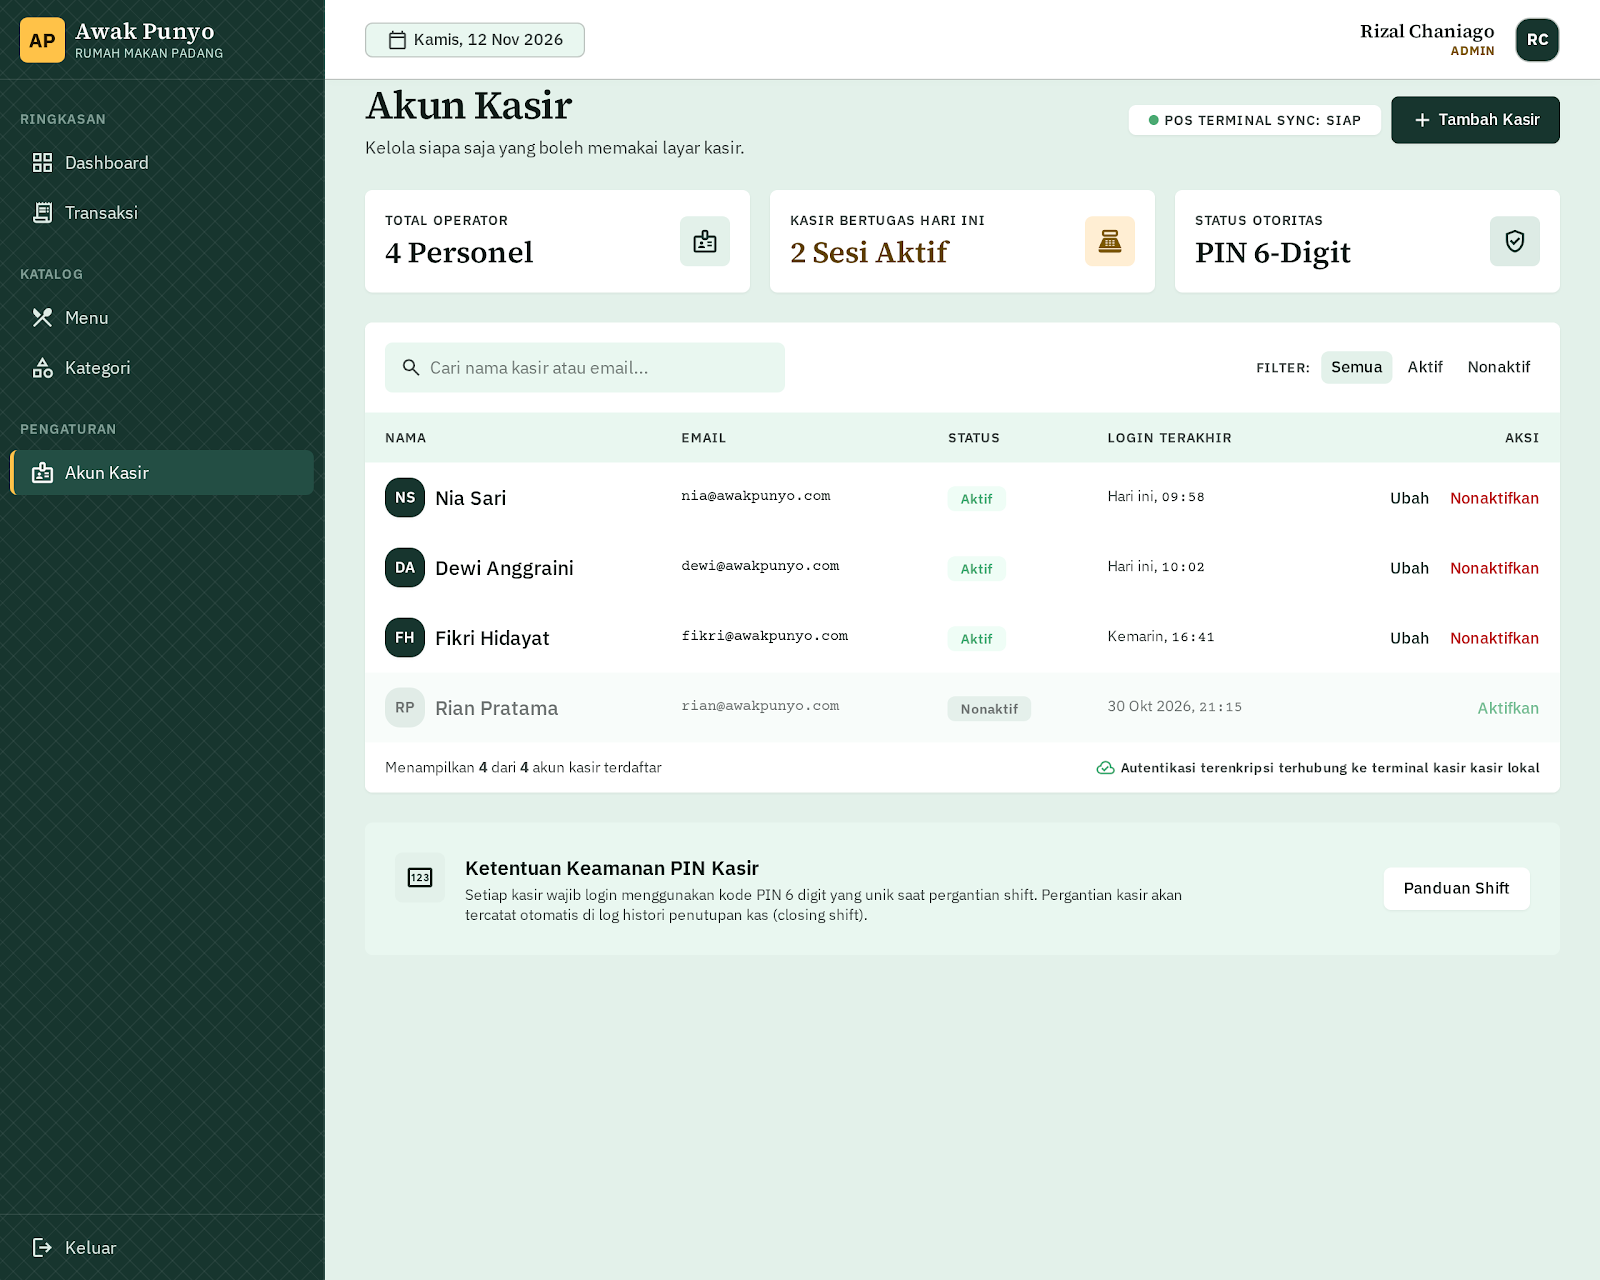 AP
Awak Punyo
RUMAH MAKAN PADANG
RINGKASAN
Dashboard
Transaksi
KATALOG
Menu
Kategori
PENGATURAN
Akun Kasir
Keluar
Kamis, 12 Nov 2026
Rizal Chaniago
ADMIN
RC
Akun Kasir
Kelola siapa saja yang boleh memakai layar kasir.
POS TERMINAL SYNC: SIAP
+ Tambah Kasir
TOTAL OPERATOR
4 Personel
KASIR BERTUGAS HARI INI
2 Sesi Aktif
STATUS OTORITAS
PIN 6-Digit
Cari nama kasir atau email...
FILTER: Semua Aktif Nonaktif
NAMA EMAIL STATUS LOGIN TERAKHIR AKSI
NS Nia Sari nia@awakpunyo.com Aktif Hari ini, 09:58 Ubah Nonaktifkan
DA Dewi Anggraini dewi@awakpunyo.com Aktif Hari ini, 10:02 Ubah Nonaktifkan
FH Fikri Hidayat fikri@awakpunyo.com Aktif Kemarin, 16:41 Ubah Nonaktifkan
RP Rian Pratama rian@awakpunyo.com Nonaktif 30 Okt 2026, 21:15 Aktifkan
Menampilkan 4 dari 4 akun kasir terdaftar
Autentikasi terenkripsi terhubung ke terminal kasir kasir lokal
123
Ketentuan Keamanan PIN Kasir
Setiap kasir wajib login menggunakan kode PIN 6 digit yang unik saat pergantian shift. Pergantian kasir akan
tercatat otomatis di log histori penutupan kas (closing shift).
Panduan Shift